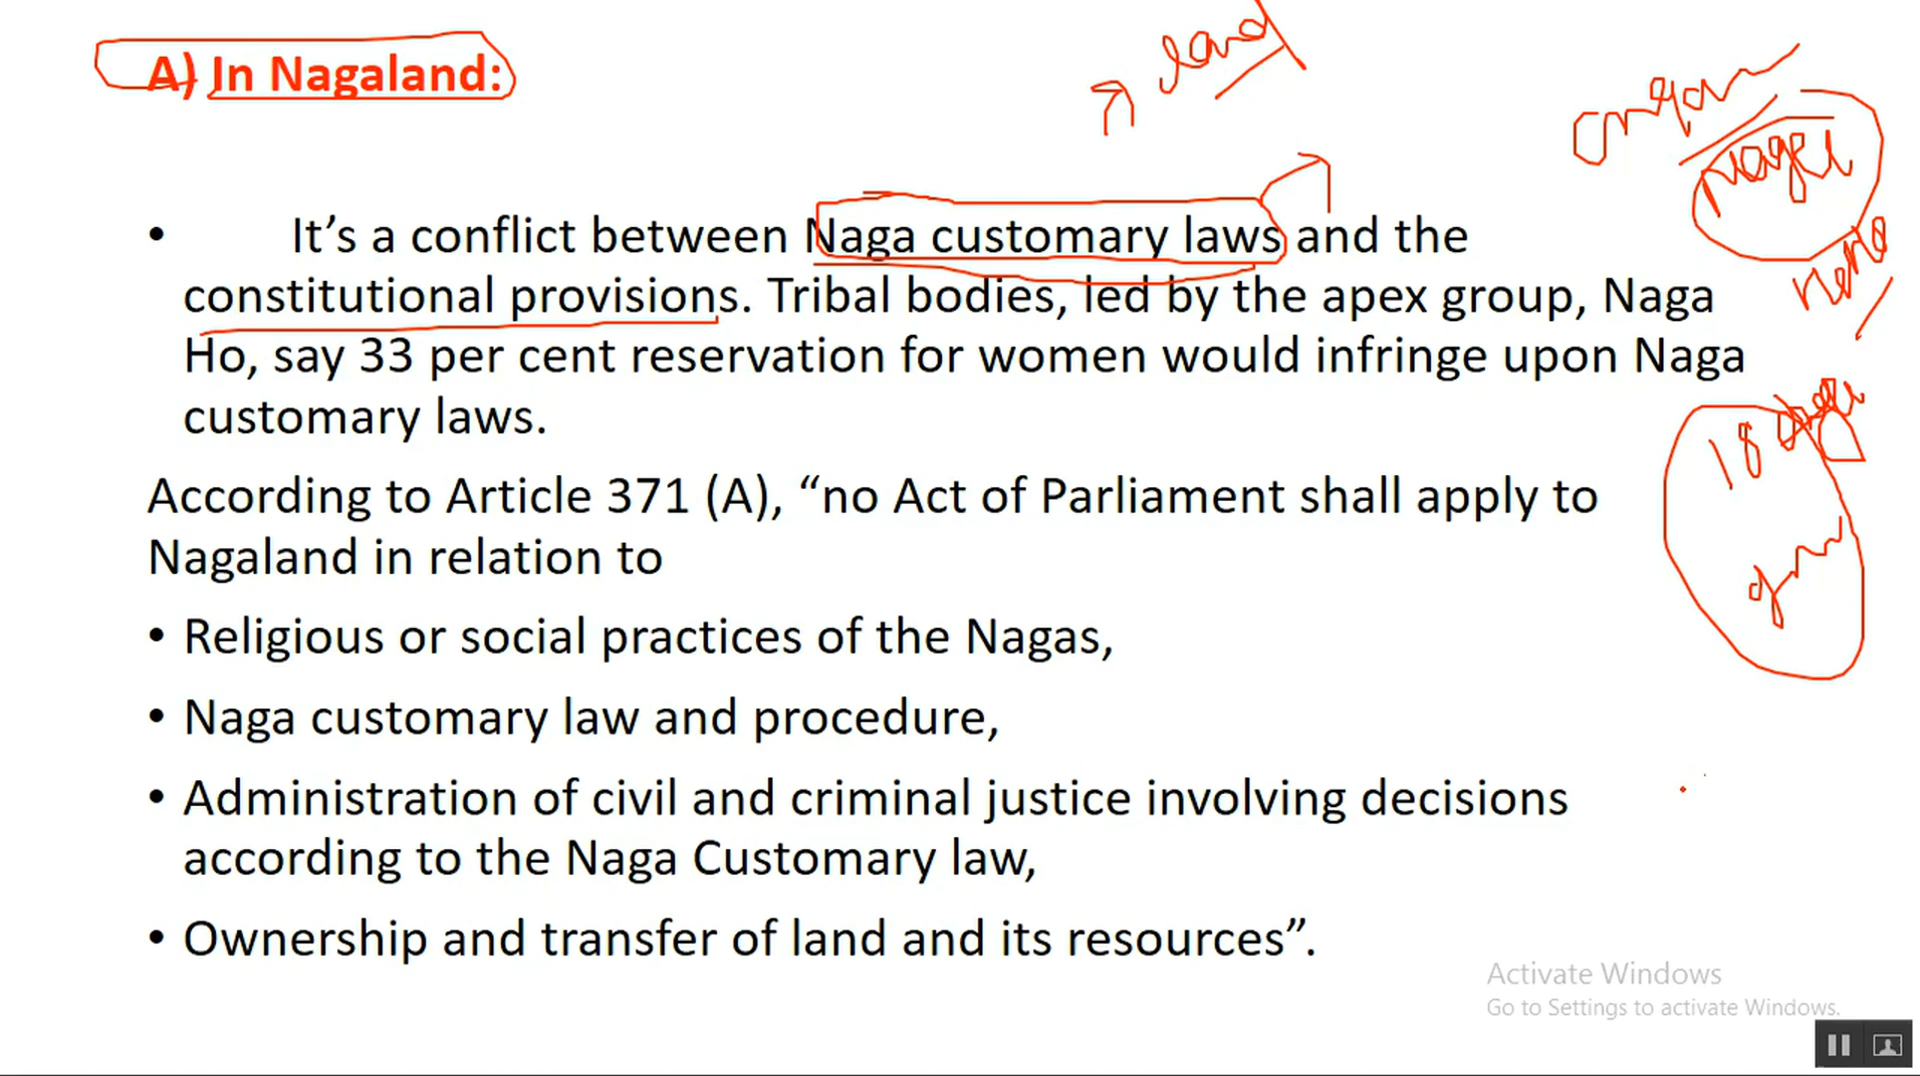 A) In Nagaland:
land
naga
• It’s a conflict between Naga customary laws and the
constitutional provisions. Tribal bodies, led by the apex group, Naga
Ho, say 33 per cent reservation for women would infringe upon Naga
customary laws.
18
According to Article 371 (A), “no Act of Parliament shall apply to
Nagaland in relation to
• Religious or social practices of the Nagas,
• Naga customary law and procedure,
• Administration of civil and criminal justice involving decisions
according to the Naga Customary law,
• Ownership and transfer of land and its resources”.
Activate Windows
Go to Settings to activate Windows.